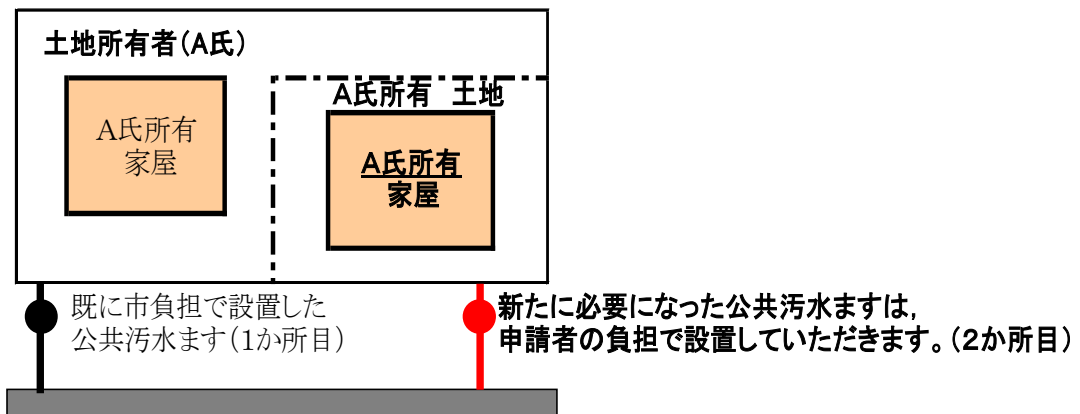 土地所有者(A氏)
A氏所有
家屋
A氏所有 土地
A氏所有
家屋
既に市負担で設置した
公共汚水ます(1か所目)
新たに必要になった公共汚水ますは,
申請者の負担で設置していただきます。(2か所目)